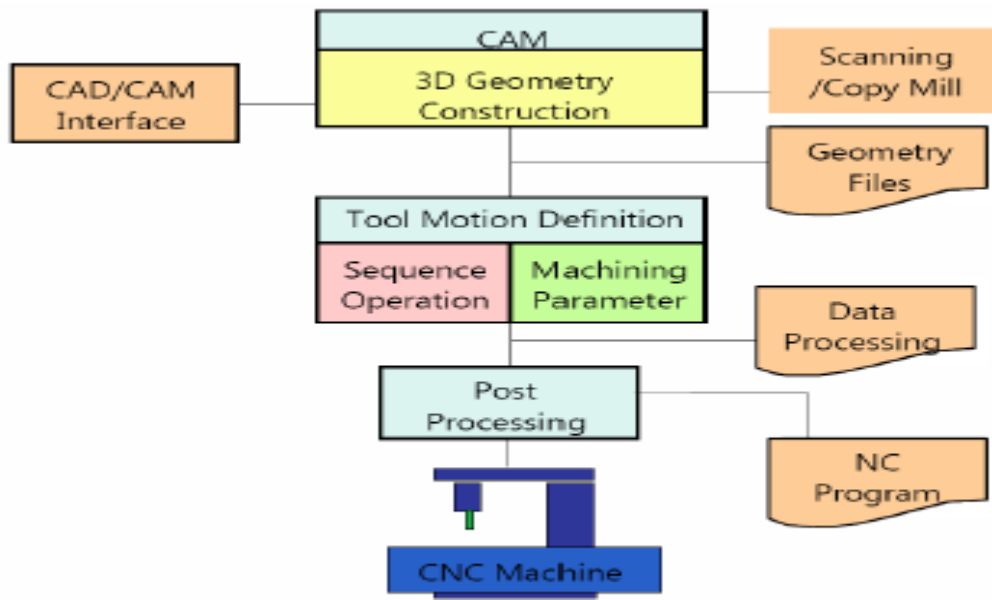 CAM
3D Geometry
Construction
CAD/CAM
Interface
Scanning
/Copy Mill
Geometry
Files
Tool Motion Definition
Sequence
Operation
Machining
Parameter
Data
Processing
Post
Processing
NC
Program
CNC Machine